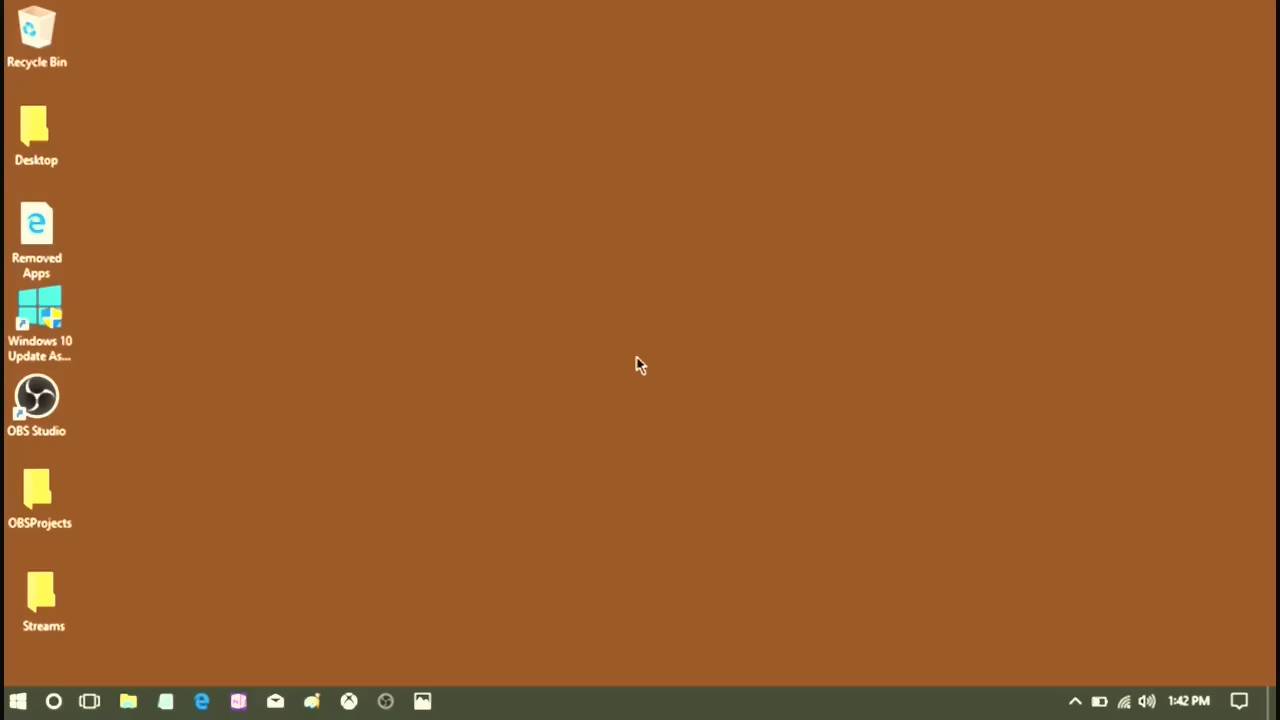 Recycle Bin
Desktop
Removed
Apps
Windows 10
Update As...
OBS Studio
OBSProjects
Streams
1:42 PM